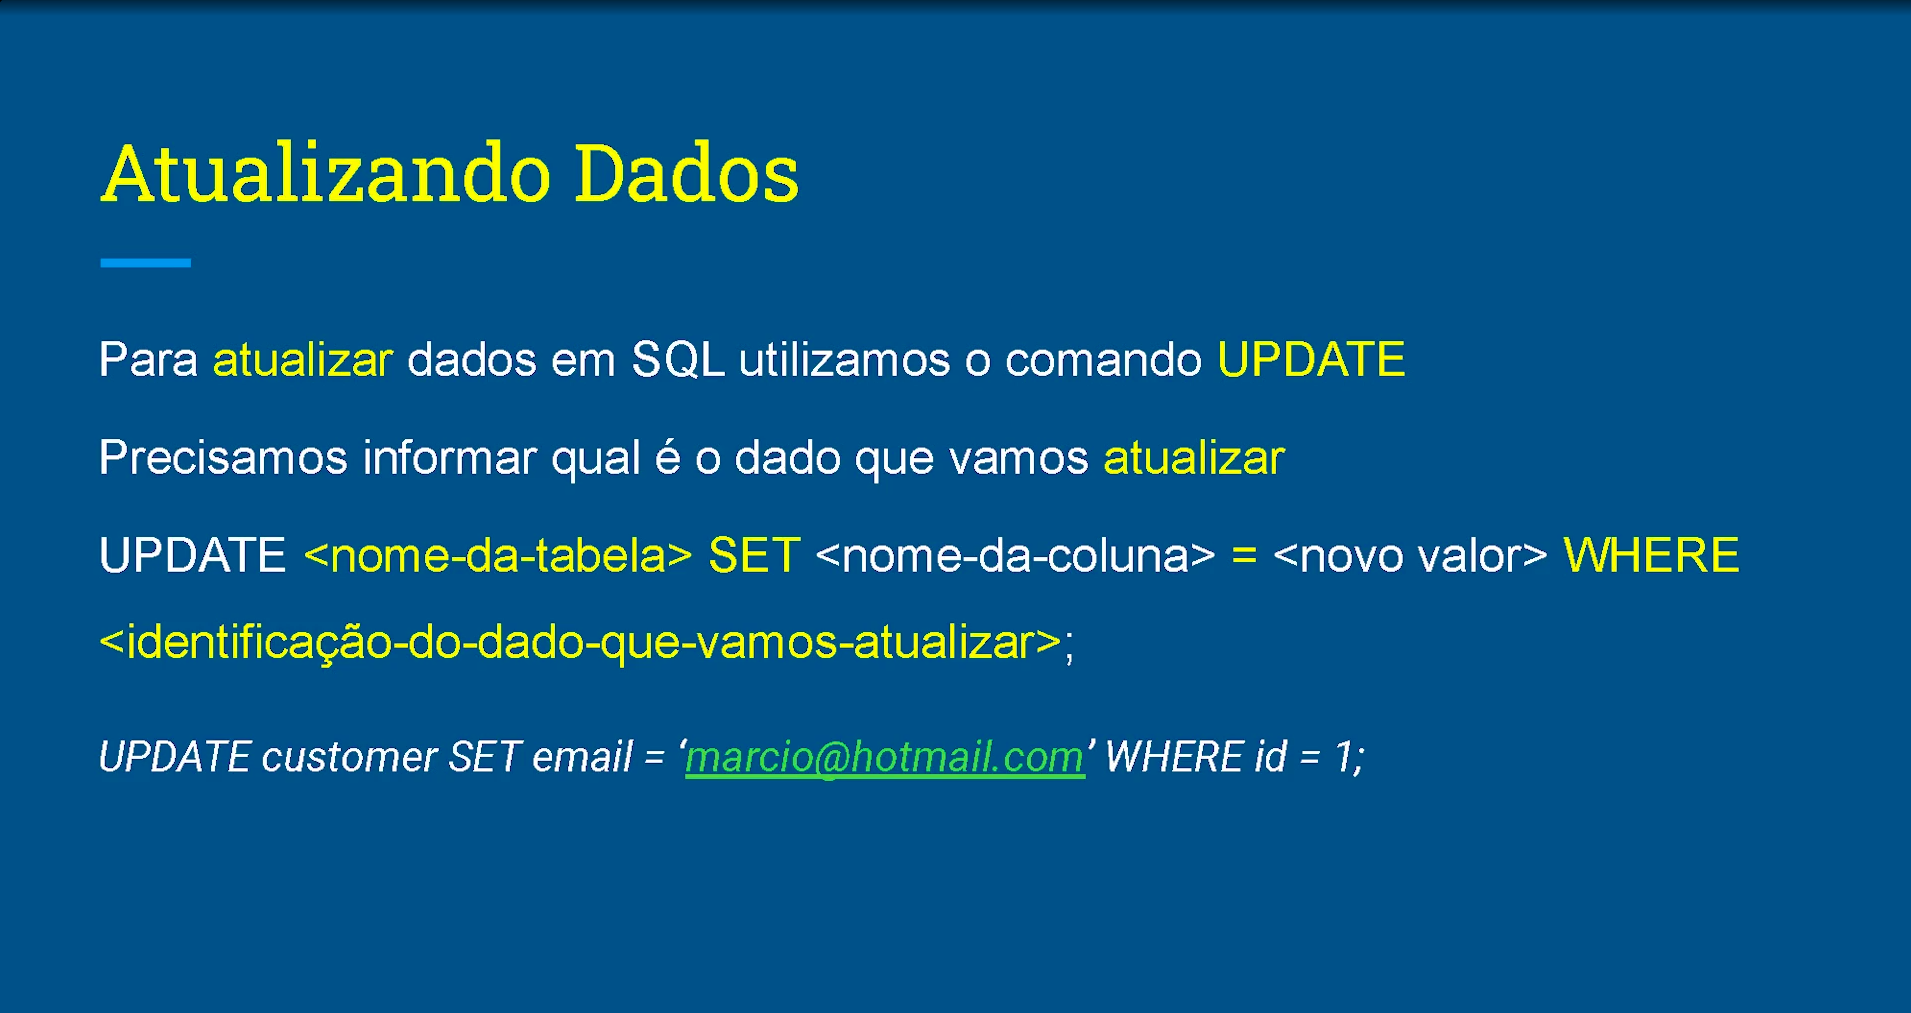 Atualizando Dados
Para atualizar dados em SQL utilizamos o comando UPDATE
Precisamos informar qual é o dado que vamos atualizar
UPDATE <nome-da-tabela> SET <nome-da-coluna> = <novo valor> WHERE
<identificação-do-dado-que-vamos-atualizar>;
UPDATE customer SET email = ‘marcio@hotmail.com’ WHERE id = 1;